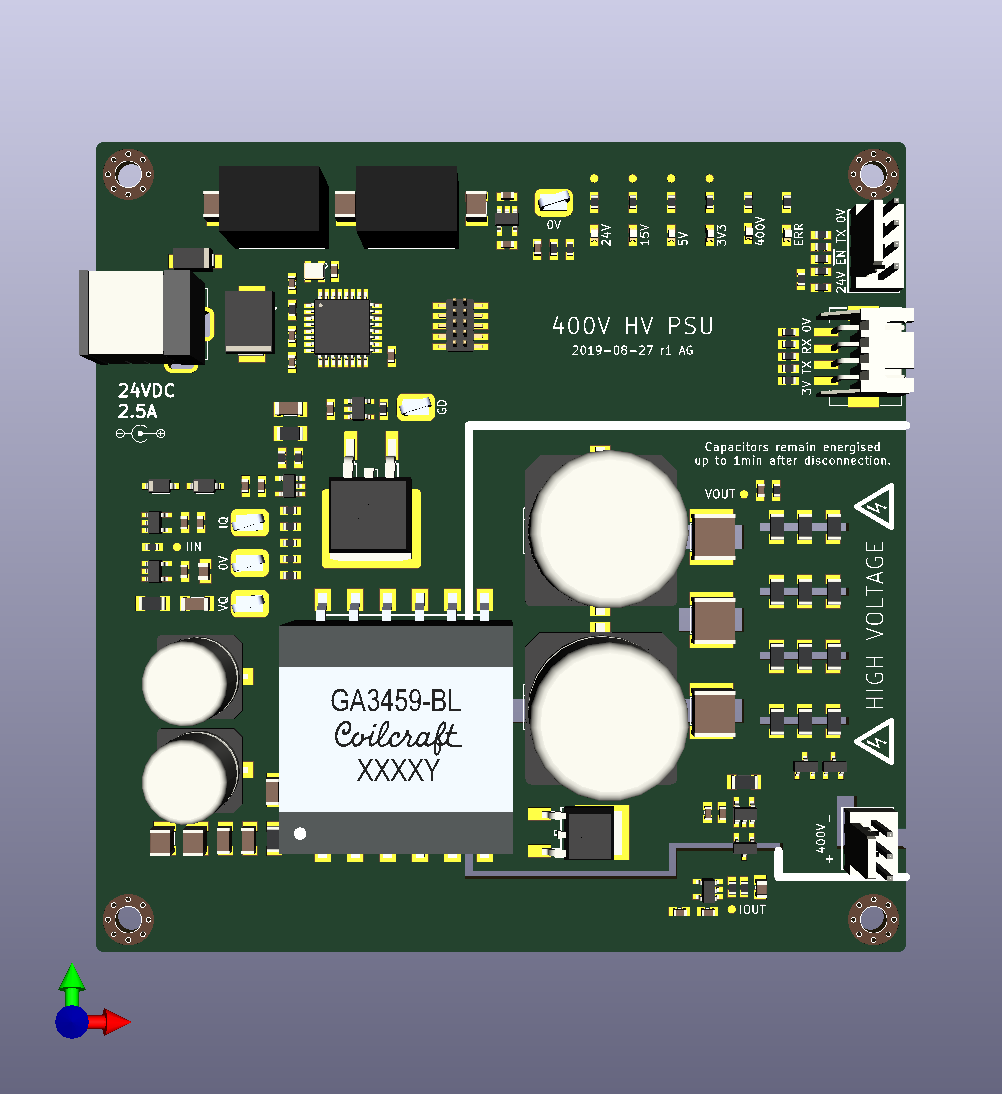 0V
24V
15V
5V
3V3
400V
ERR
24V EN TX 0V
400V HV PSU
2019-08-27 r1 AG
3V TX RX 0V
24VDC
2.5A
GD
Capacitors remain energised
up to 1min after disconnection.
VOUT
IQ
IIN
0V
VQ
HIGH VOLTAGE
GA3459-BL
Coilcraft
XXXXY
+ 400V -
IOUT